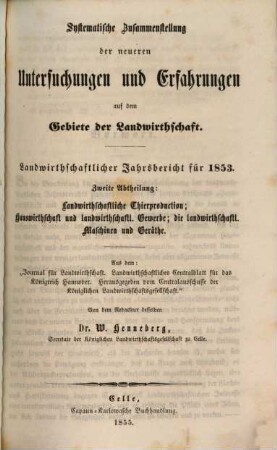 Systematische Zusammenstellung
der neueren
Untersuchungen und Erfahrungen
auf dem
Gebiete der Landwirthschaft.
Landwirthschaftlicher Jahrsbericht für 1853.
Zweite Abtheilung:
Landwirthschaftliche Thierproduction;
Hauswirthschaft und landwirthschaftl. Gewerbe; die landwirthschaftl.
Maschinen und Geräthe.
Aus dem:
„Journal für Landwirthschaft. Landwirthschaftliches Centralblatt für das
Königreich Hannover. Herausgegeben vom Centralausschusse der
Königlichen Landwirthschaftsgesellschaft.“
Von dem Redacteur desselben
Dr. W. Henneberg,
Secretair der Königlichen Landwirthschaftsgesellschaft zu Celle.
Celle,
Capaun-Karlowa'sche Buchhandlung.
1855.